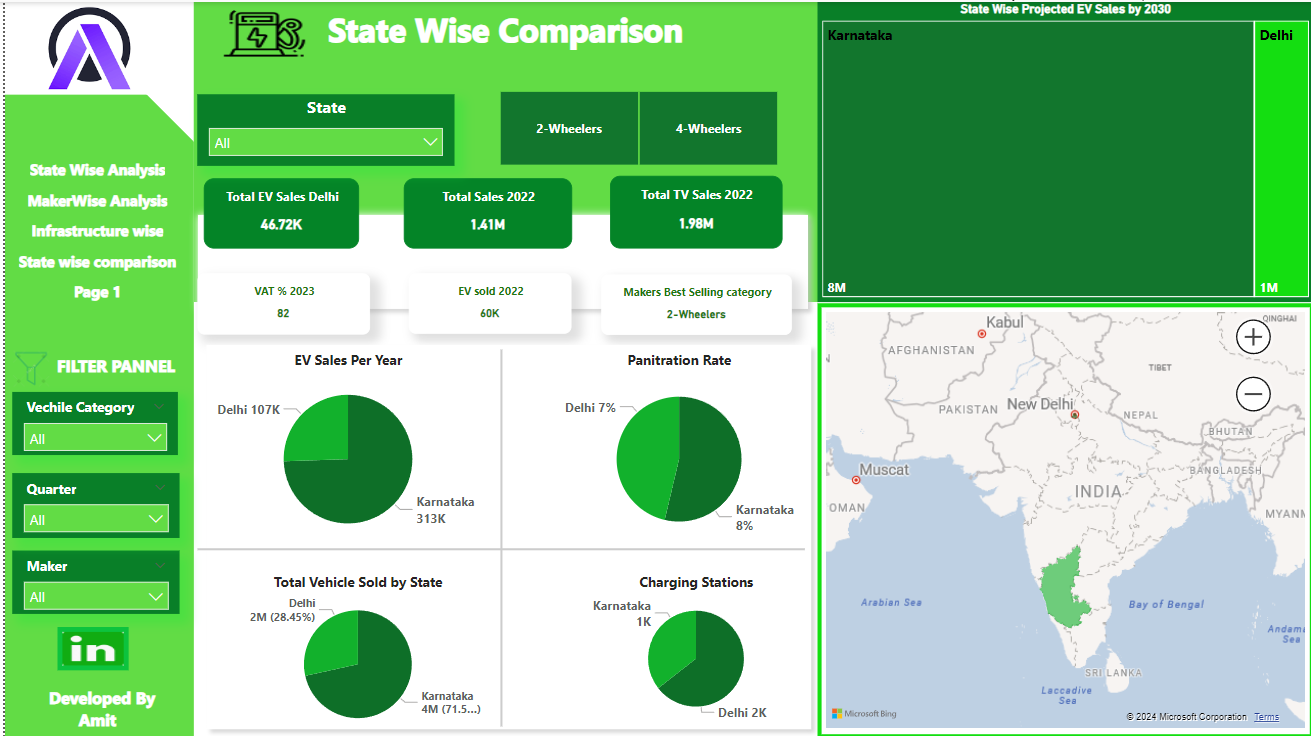 State Wise Comparison
State Wise Analysis
MakerWise Analysis
Infrastructure wise
State wise comparison
Page 1
FILTER PANNEL
Vechile Category
All
Quarter
All
Maker
All
in
Developed By
Amit
State
All
2-Wheelers
4-Wheelers
Total EV Sales Delhi
46.72K
Total Sales 2022
1.41M
Total TV Sales 2022
1.98M
VAT % 2023
82
EV sold 2022
60K
Makers Best Selling category
2-Wheelers
EV Sales Per Year
Delhi 107K
Karnataka
313K
Panitration Rate
Delhi 7%
Karnataka
8%
Total Vehicle Sold by State
Delhi
2M (28.45%)
Karnataka
4M (71.5...)
Charging Stations
Karnataka
1K
Delhi 2K
State Wise Projected EV Sales by 2030
Karnataka
8M
Delhi
1M
Kabul
QINGHAI
AFGHANISTAN
TIBET
PAKISTAN
New Delhi
NEPAL
BHUTAN
BANGLADESH
Muscat
OMAN
INDIA
MYANM
Arabian Sea
Bay of Bengal
Andama
Sea
SRI LANKA
Laccadive
Sea
Microsoft Bing
© 2024 Microsoft Corporation
Terms